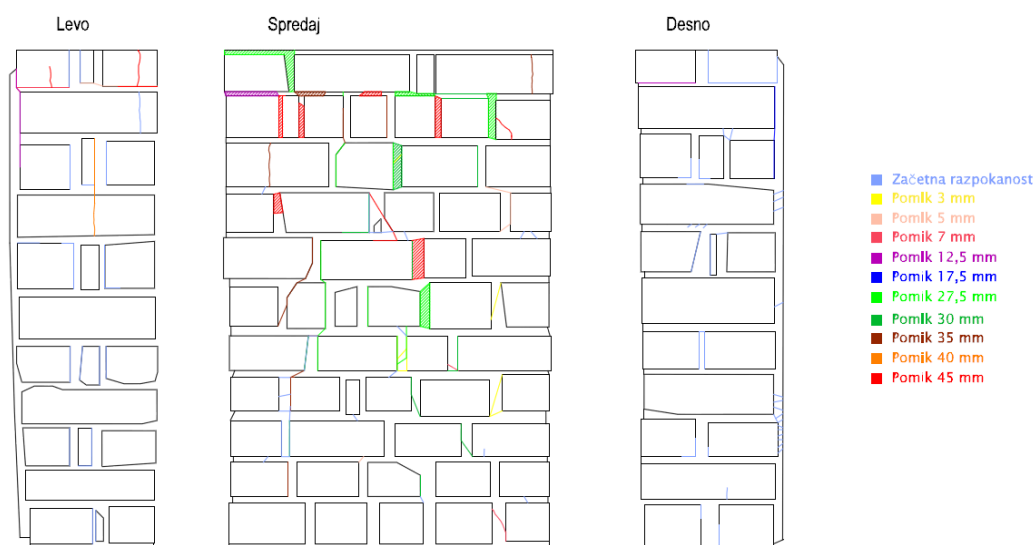 Levo
Spredaj
Desno
Začetna razpokanost
Pomik 3 mm
Pomik 5 mm
Pomik 7 mm
Pomik 12,5 mm
Pomik 17,5 mm
Pomik 27,5 mm
Pomik 30 mm
Pomik 35 mm
Pomik 40 mm
Pomik 45 mm